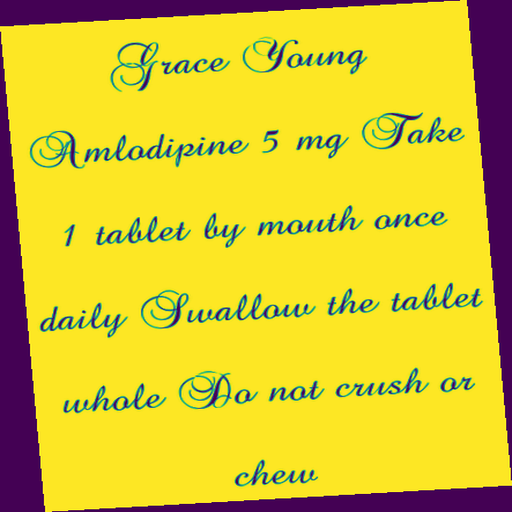 Grace Young
Amlodipine 5 mg Take
1 tablet by mouth once
daily Swallow the tablet
whole Do not crush or
chew